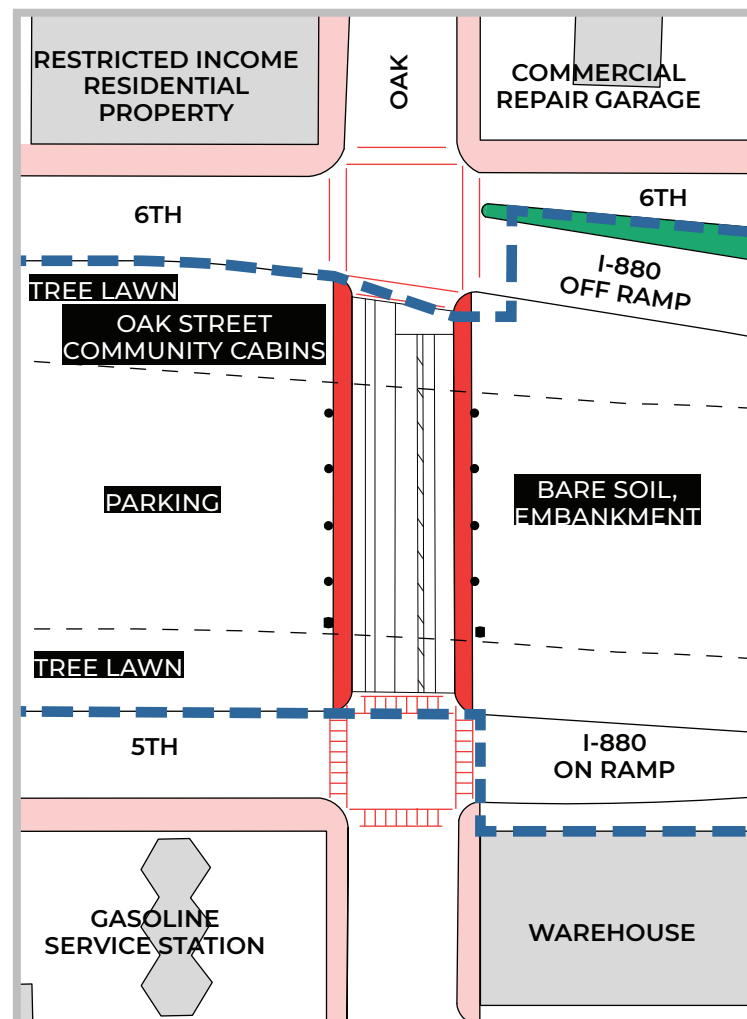 RESTRICTED INCOME
RESIDENTIAL
PROPERTY
OAK
COMMERCIAL
REPAIR GARAGE
6TH
6TH
I-880
OFF RAMP
TREE LAWN
OAK STREET
COMMUNITY CABINS
PARKING
BARE SOIL,
EMBANKMENT
TREE LAWN
5TH
I-880
ON RAMP
GASOLINE
SERVICE STATION
WAREHOUSE